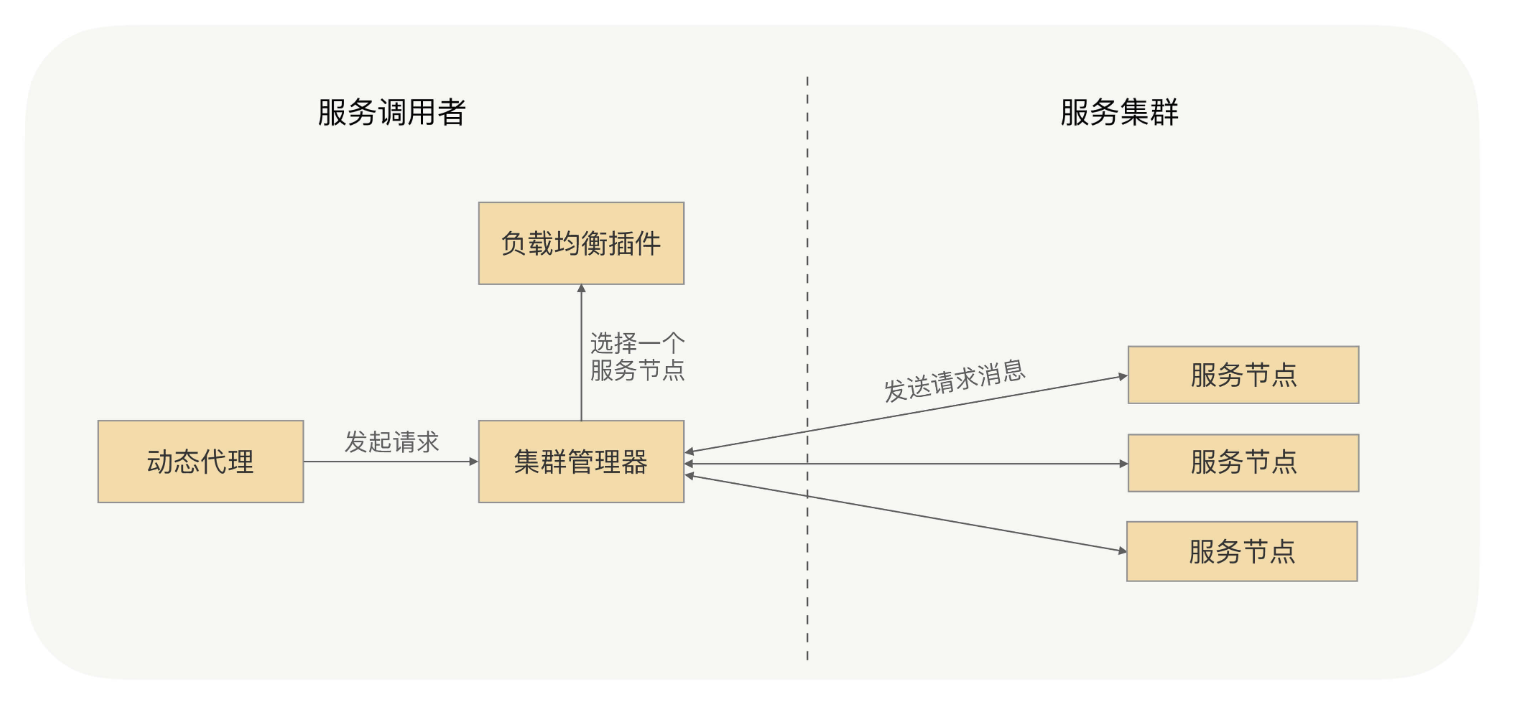 服务调用者
服务集群
负载均衡插件
选择一个
服务节点
发送请求消息
服务节点
动态代理
发起请求
集群管理器
服务节点
服务节点